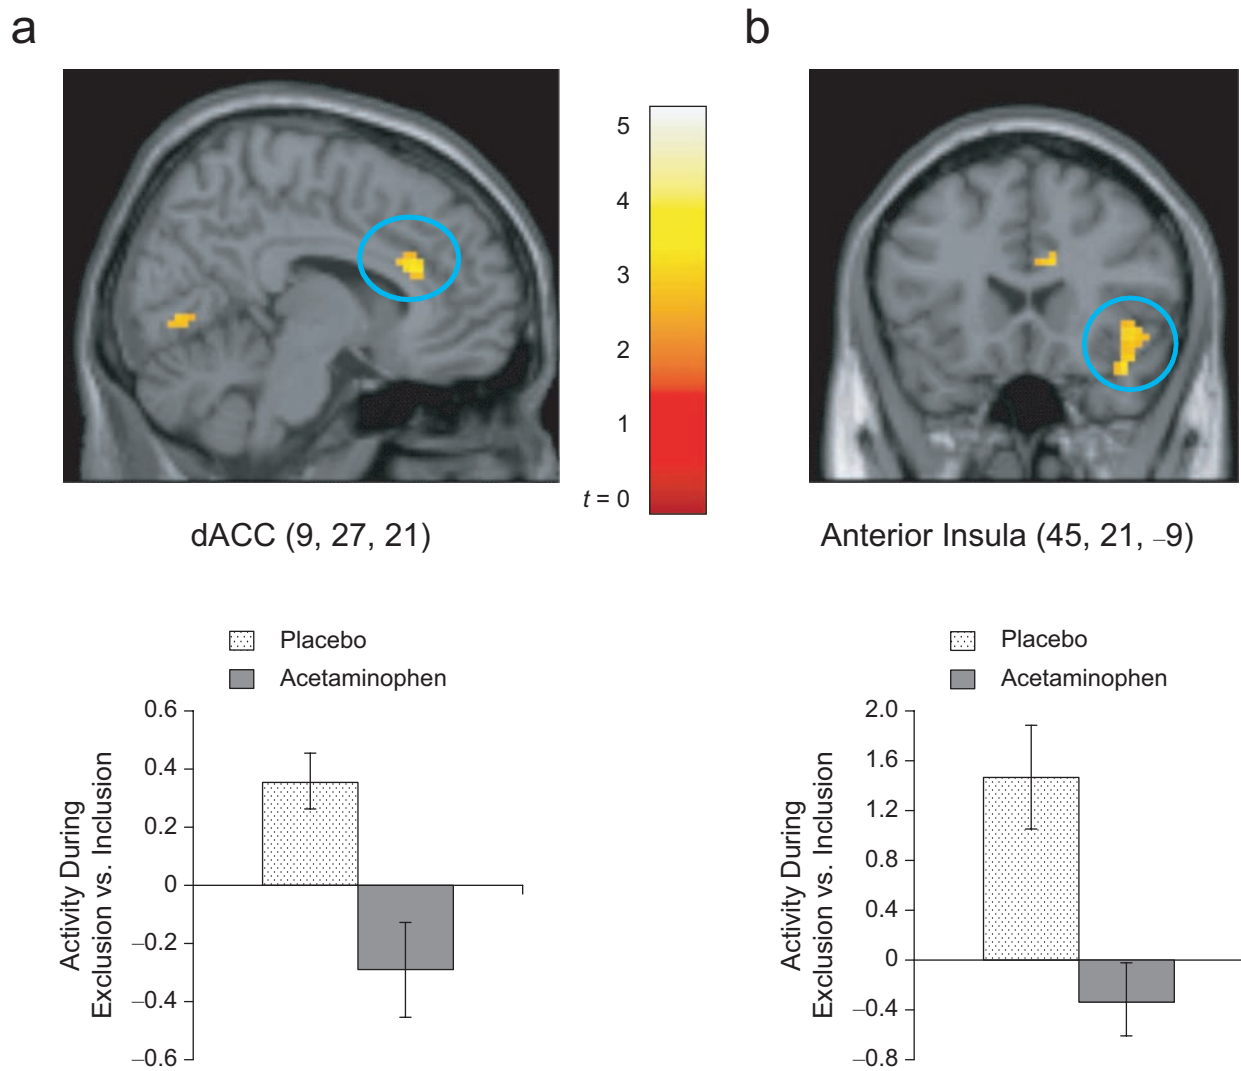 a
b
5
4
3
2
1
t = 0
dACC (9, 27, 21)
Anterior Insula (45, 21, –9)
Placebo
Acetaminophen
0.6
0.4
0.2
0
–0.2
–0.4
–0.6
Activity During
Exclusion vs. Inclusion
Placebo
Acetaminophen
2.0
1.6
1.2
0.8
0.4
0
–0.4
–0.8
Activity During
Exclusion vs. Inclusion